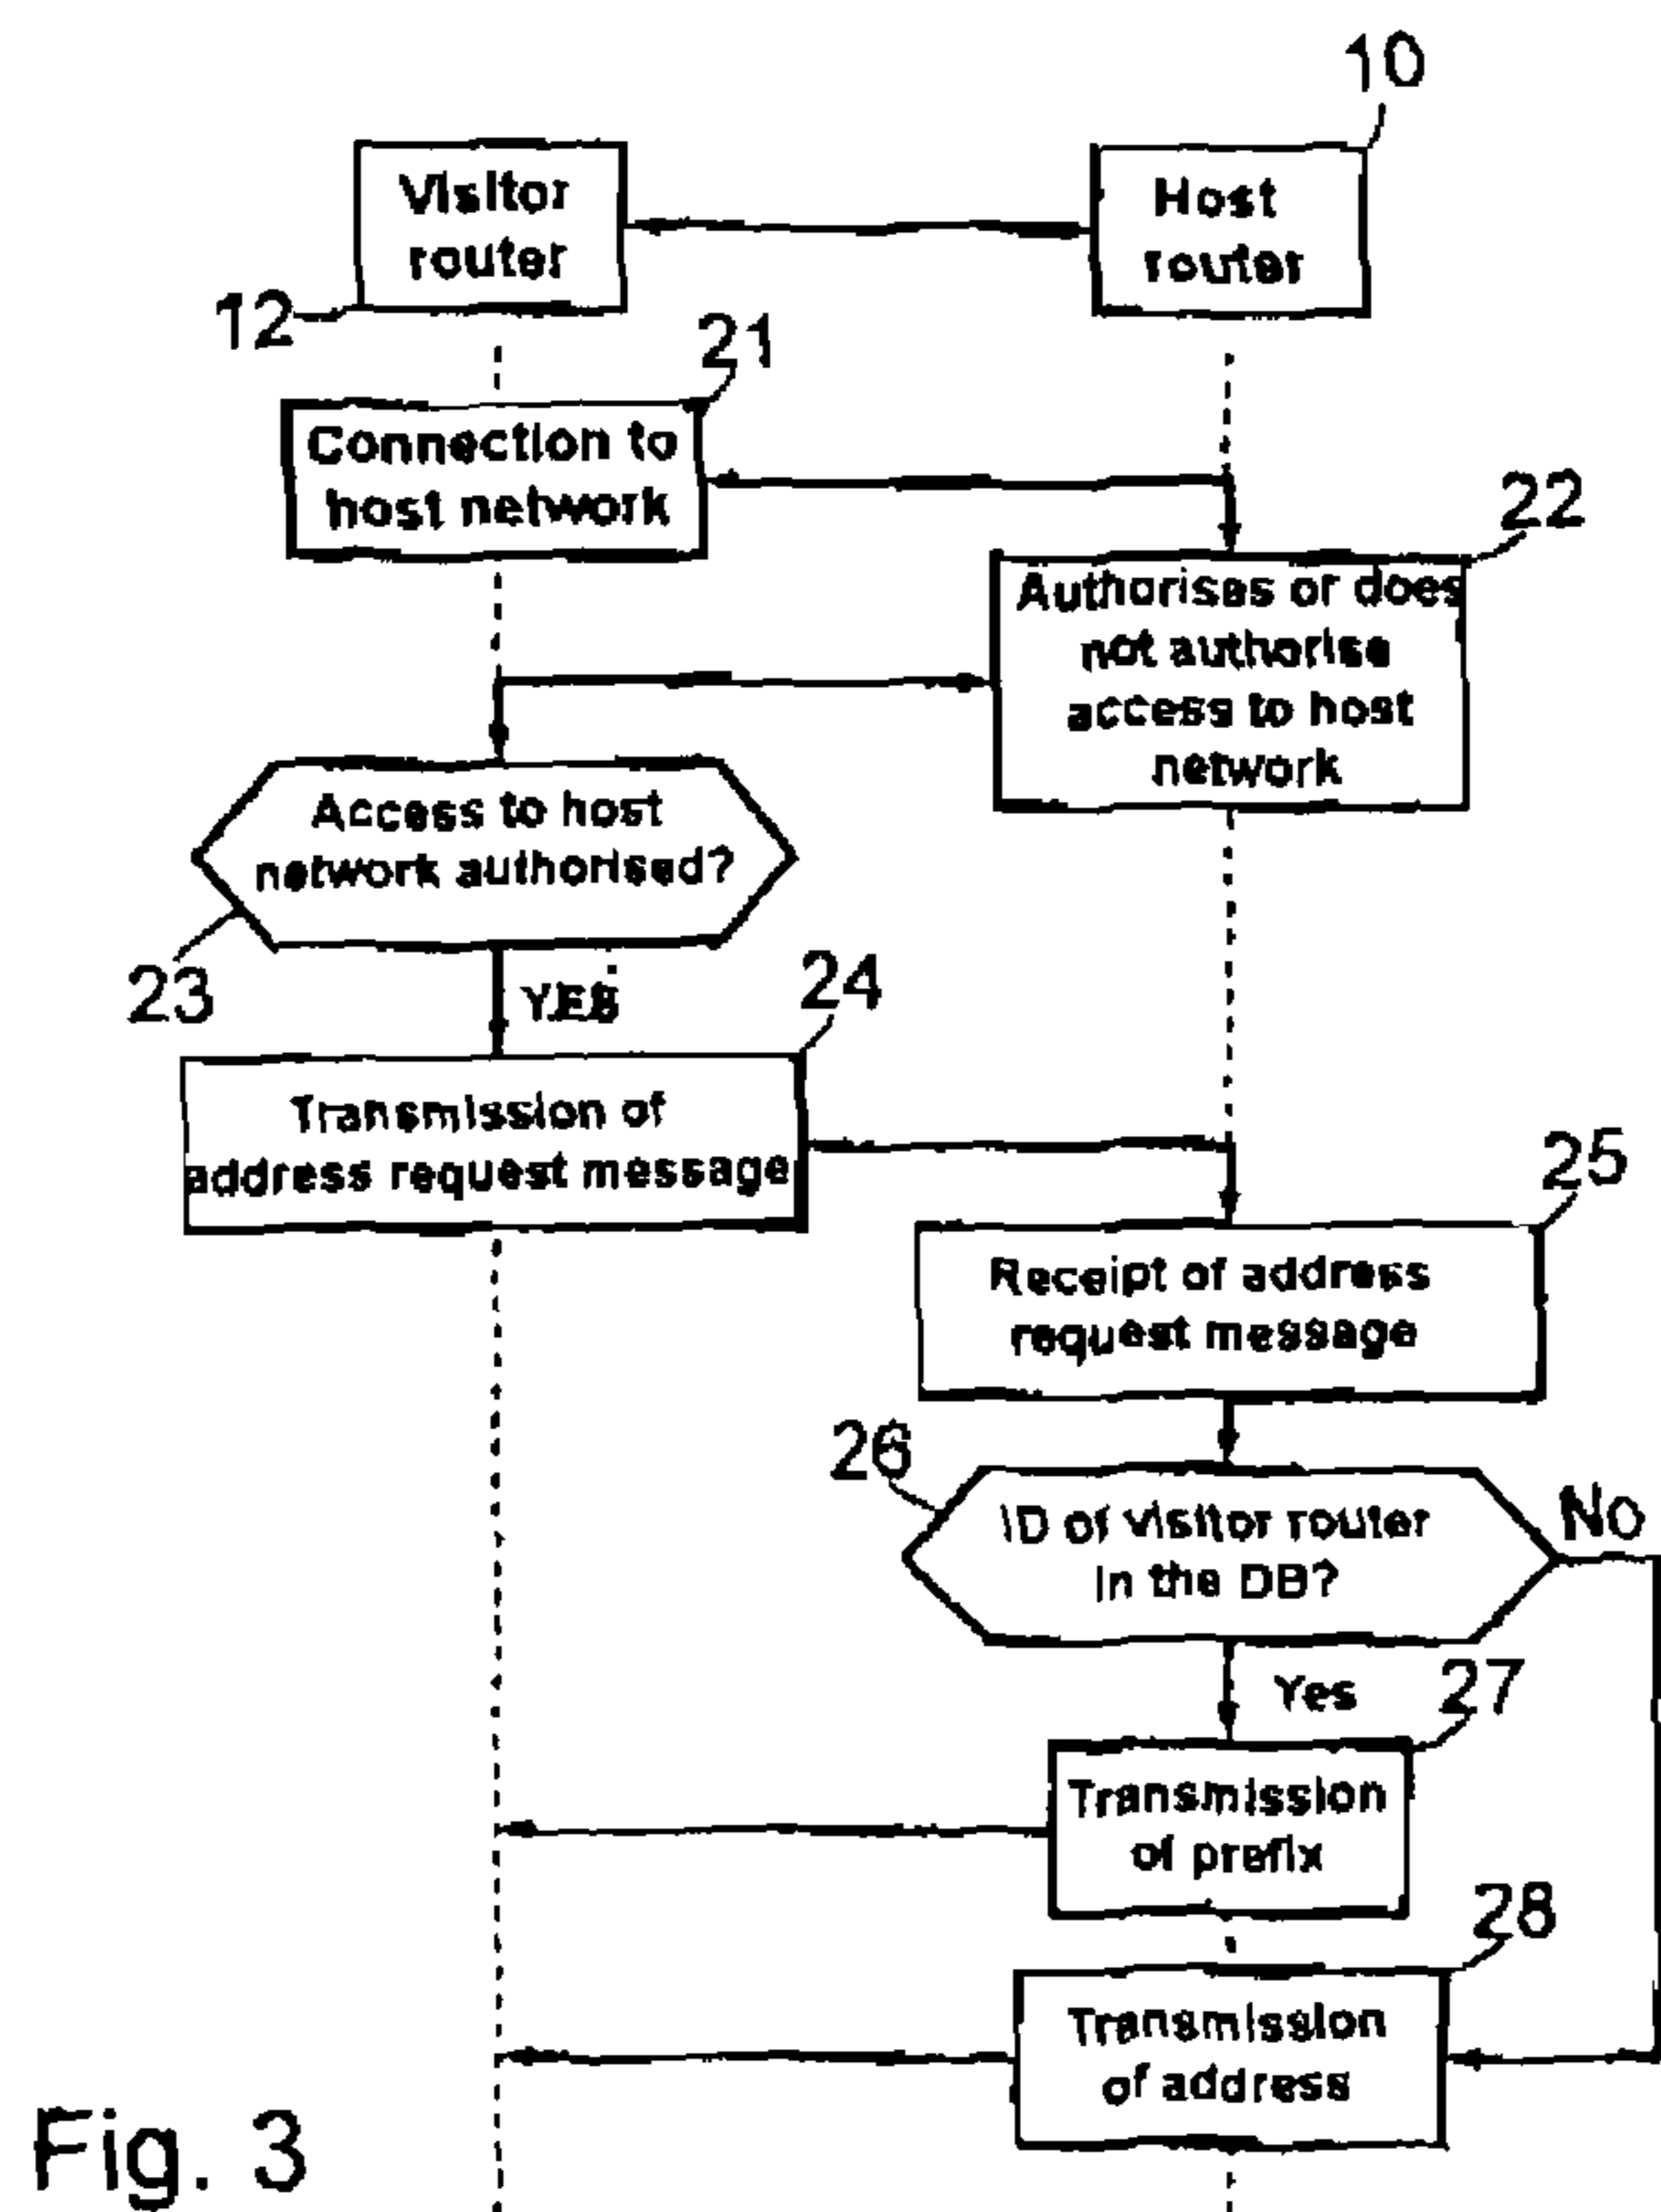 10
Visitor
router
Host
router
12
21
Connection to
host network
22
Authorises or does
not authorise
access to host
network
Access to host
network authorised?
23
YES
24
Transmission of
address request message
25
Receipt of address
request message
26
ID of visitor router
in the DB?
No
Yes
27
Transmission
of prefix
28
Transmission
of address
Fig. 3